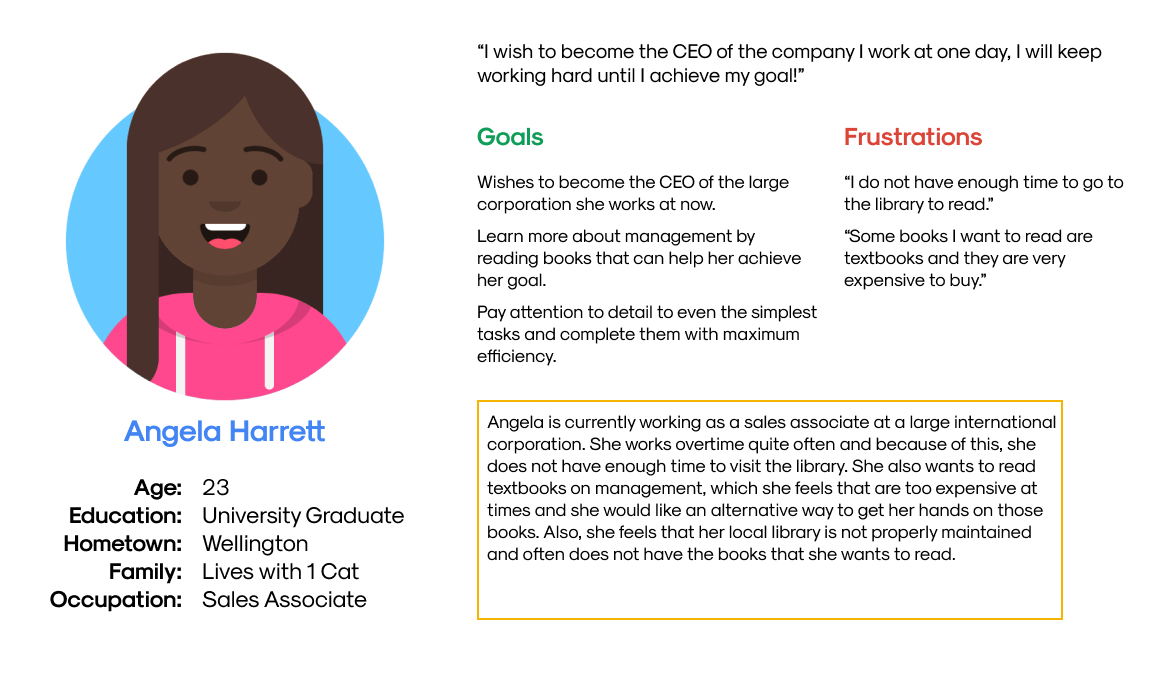 “I wish to become the CEO of the company I work at one day, I will keep
working hard until I achieve my goal!”
Goals
Wishes to become the CEO of the large
corporation she works at now.
Learn more about management by
reading books that can help her achieve
her goal.
Pay attention to detail to even the simplest
tasks and complete them with maximum
efficiency.
Frustrations
“I do not have enough time to go to
the library to read.”
“Some books I want to read are
textbooks and they are very
expensive to buy.”
Angela Harrett
Age: 23
Education: University Graduate
Hometown: Wellington
Family: Lives with 1 Cat
Occupation: Sales Associate
Angela is currently working as a sales associate at a large international
corporation. She works overtime quite often and because of this, she
does not have enough time to visit the library. She also wants to read
textbooks on management, which she feels that are too expensive at
times and she would like an alternative way to get her hands on those
books. Also, she feels that her local library is not properly maintained
and often does not have the books that she wants to read.